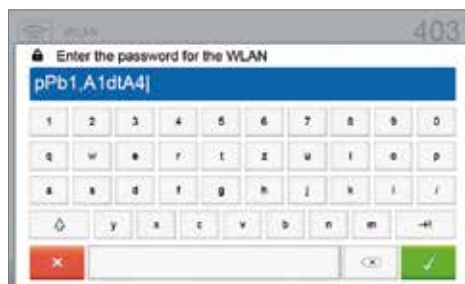 WLAN 403
Enter the password for the WLAN
pPb1,A1dtA4|
1 2 3 4 5 6 7 8 9 0
q w e r t z u i o p
a s d f g h j k l /
y x c v b n m